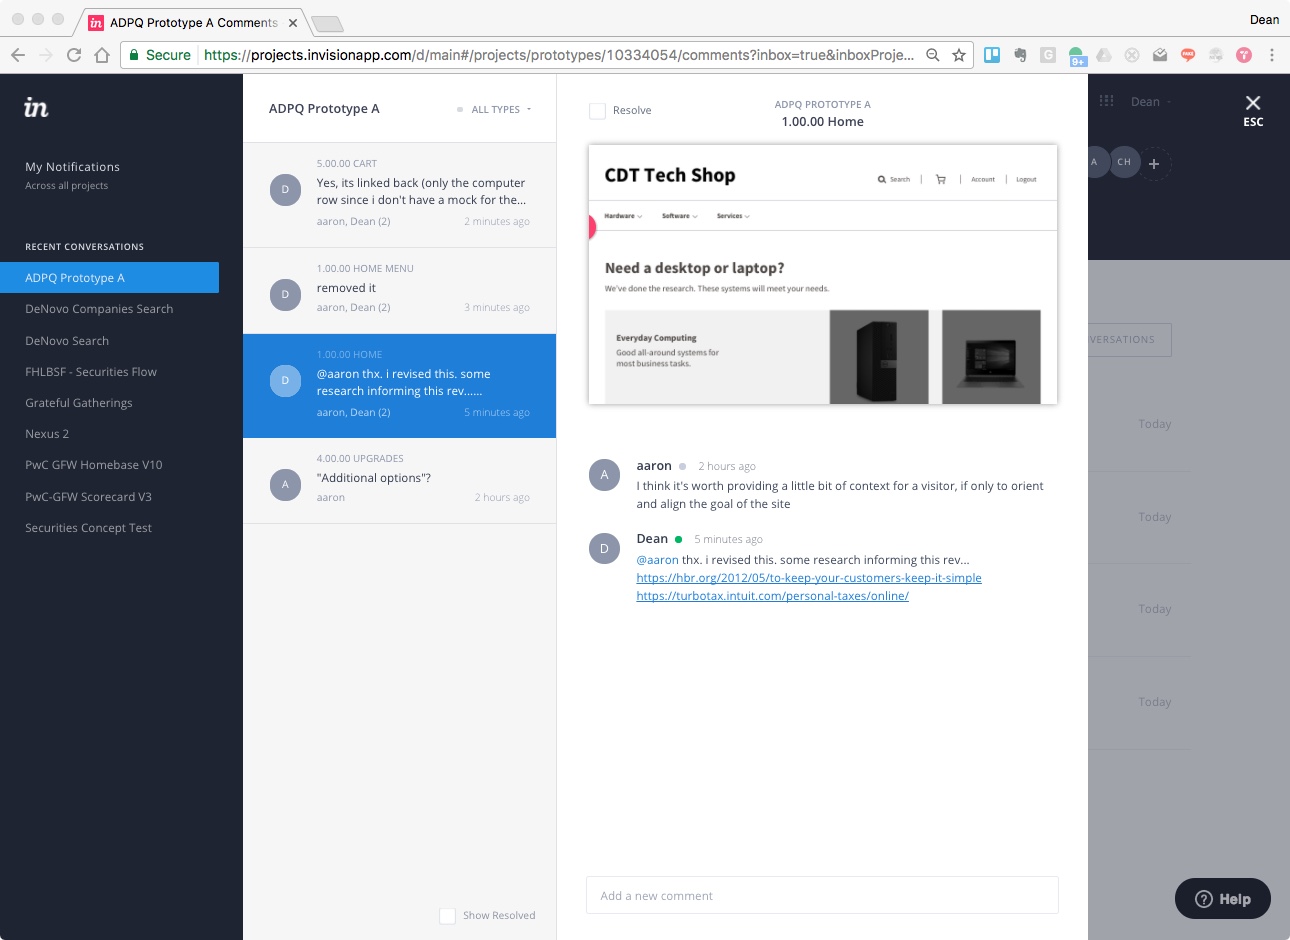 ADPQ Prototype A Comments
Dean
Secure
https://projects.invisionapp.com/d/main#/projects/prototypes/10334054/comments?inbox=true&inboxProje...
G
9+
FREE
in
My Notifications
Across all projects
RECENT CONVERSATIONS
ADPQ Prototype A
DeNovo Companies Search
DeNovo Search
FHLBSF - Securities Flow
Grateful Gatherings
Nexus 2
PwC GFW Homebase V10
PwC-GFW Scorecard V3
Securities Concept Test
ADPQ Prototype A
ALL TYPES
D
5.00.00 CART
Yes, its linked back (only the computer
row since i don't have a mock for the...
aaron, Dean (2)
2 minutes ago
D
1.00.00 HOME MENU
removed it
aaron, Dean (2)
3 minutes ago
D
1.00.00 HOME
@aaron thx. i revised this. some
research informing this rev......
aaron, Dean (2)
5 minutes ago
A
4.00.00 UPGRADES
"Additional options"?
aaron
2 hours ago
Show Resolved
Resolve
ADPQ PROTOTYPE A
1.00.00 Home
CDT Tech Shop
Search
Account
Logout
Hardware
Software
Services
Need a desktop or laptop?
We've done the research. These systems will meet your needs.
Everyday Computing
Good all-around systems for
most business tasks.
A
aaron
2 hours ago
I think it's worth providing a little bit of context for a visitor, if only to orient
and align the goal of the site
D
Dean
5 minutes ago
@aaron thx. i revised this. some research informing this rev...
https://hbr.org/2012/05/to-keep-your-customers-keep-it-simple
https://turbotax.intuit.com/personal-taxes/online/
Add a new comment
Dean
ESC
A
CH
VERSATIONS
Today
Today
Today
Today
Help